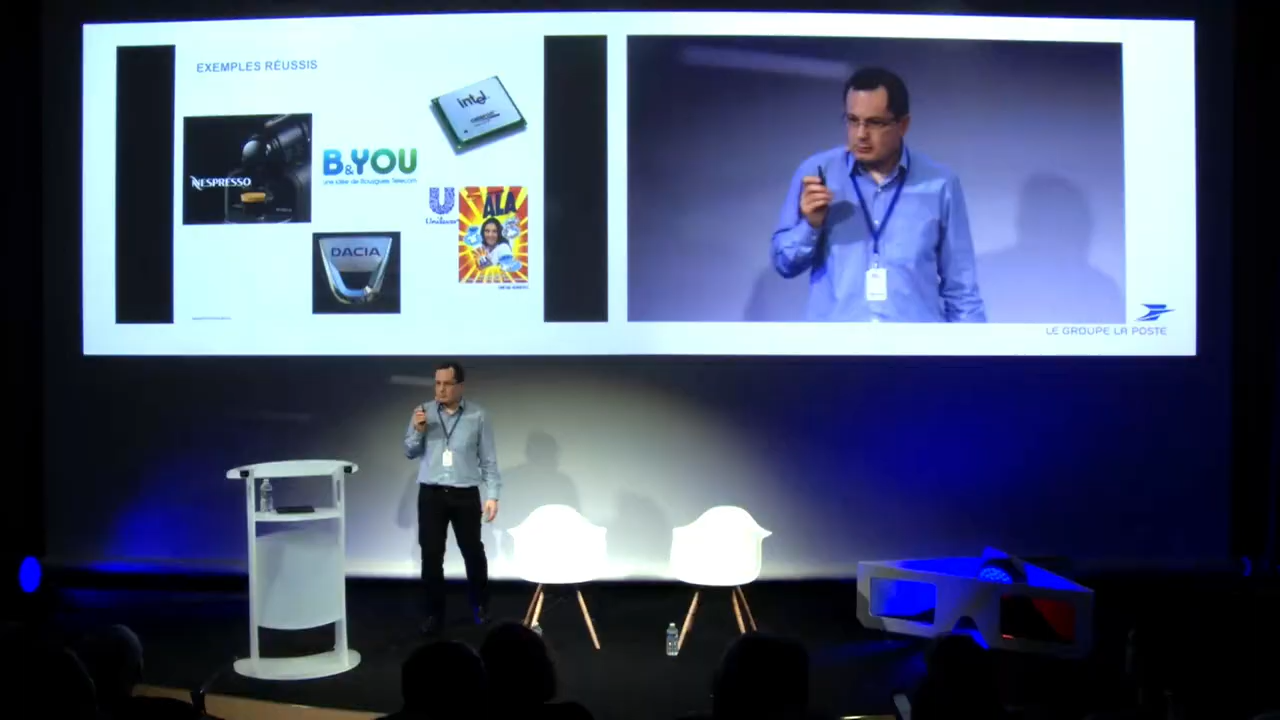 EXEMPLES RÉUSSIS
intel
NESPRESSO
B&YOU
une idée de Bouygues Telecom
Unilever
ALA
DACIA
LE GROUPE LA POSTE